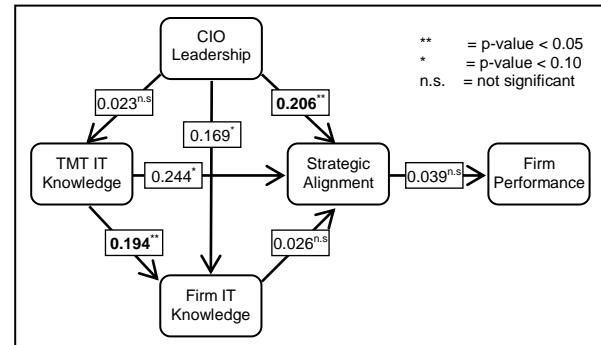 CIO
Leadership
** = p-value < 0.05
* = p-value < 0.10
n.s. = not significant
0.023n.s
0.206**
0.169*
TMT IT
Knowledge
0.244*
Strategic
Alignment
0.039n.s
Firm
Performance
0.194**
0.026n.s
Firm IT
Knowledge